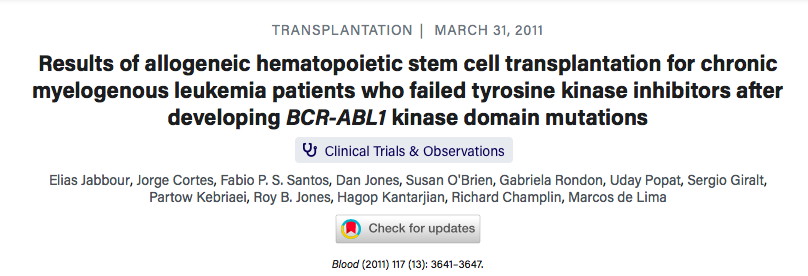 TRANSPLANTATION | MARCH 31, 2011
Results of allogeneic hematopoietic stem cell transplantation for chronic
myelogenous leukemia patients who failed tyrosine kinase inhibitors after
developing BCR-ABL1 kinase domain mutations
Clinical Trials & Observations
Elias Jabbour, Jorge Cortes, Fabio P. S. Santos, Dan Jones, Susan O'Brien, Gabriela Rondon, Uday Popat, Sergio Giralt,
Partow Kebriaei, Roy B. Jones, Hagop Kantarjian, Richard Champlin, Marcos de Lima
Check for updates
Blood (2011) 117 (13): 3641–3647.